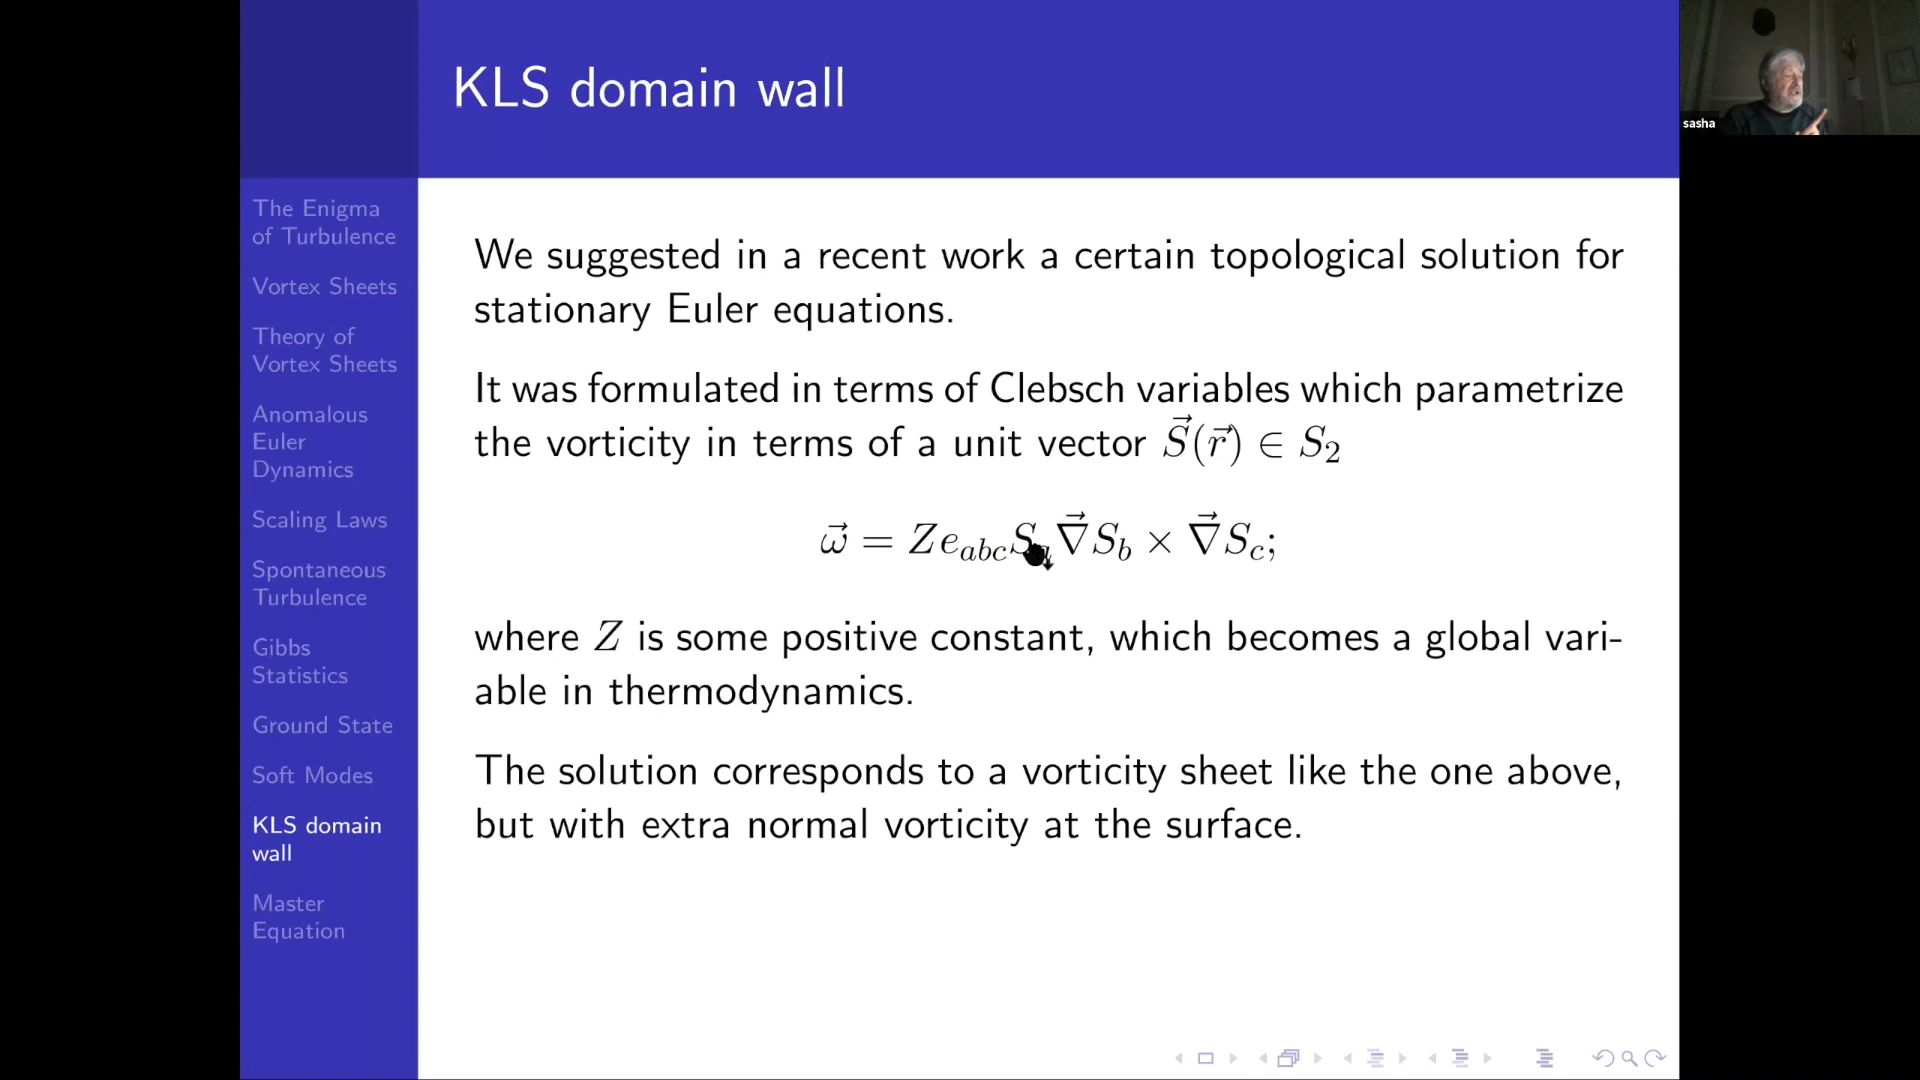 KLS domain wall
sasha
The Enigma
of Turbulence
Vortex Sheets
Theory of
Vortex Sheets
Anomalous
Euler
Dynamics
Scaling Laws
Spontaneous
Turbulence
Gibbs
Statistics
Ground State
Soft Modes
KLS domain
wall
Master
Equation
We suggested in a recent work a certain topological solution for
stationary Euler equations.
It was formulated in terms of Clebsch variables which parametrize
the vorticity in terms of a unit vector $\vec{S}(\vec{r}) \in S_2$
$\vec{\omega} = Z e_{abc} S_a \vec{\nabla} S_b \times \vec{\nabla} S_c;$
where $Z$ is some positive constant, which becomes a global vari-
able in thermodynamics.
The solution corresponds to a vorticity sheet like the one above,
but with extra normal vorticity at the surface.